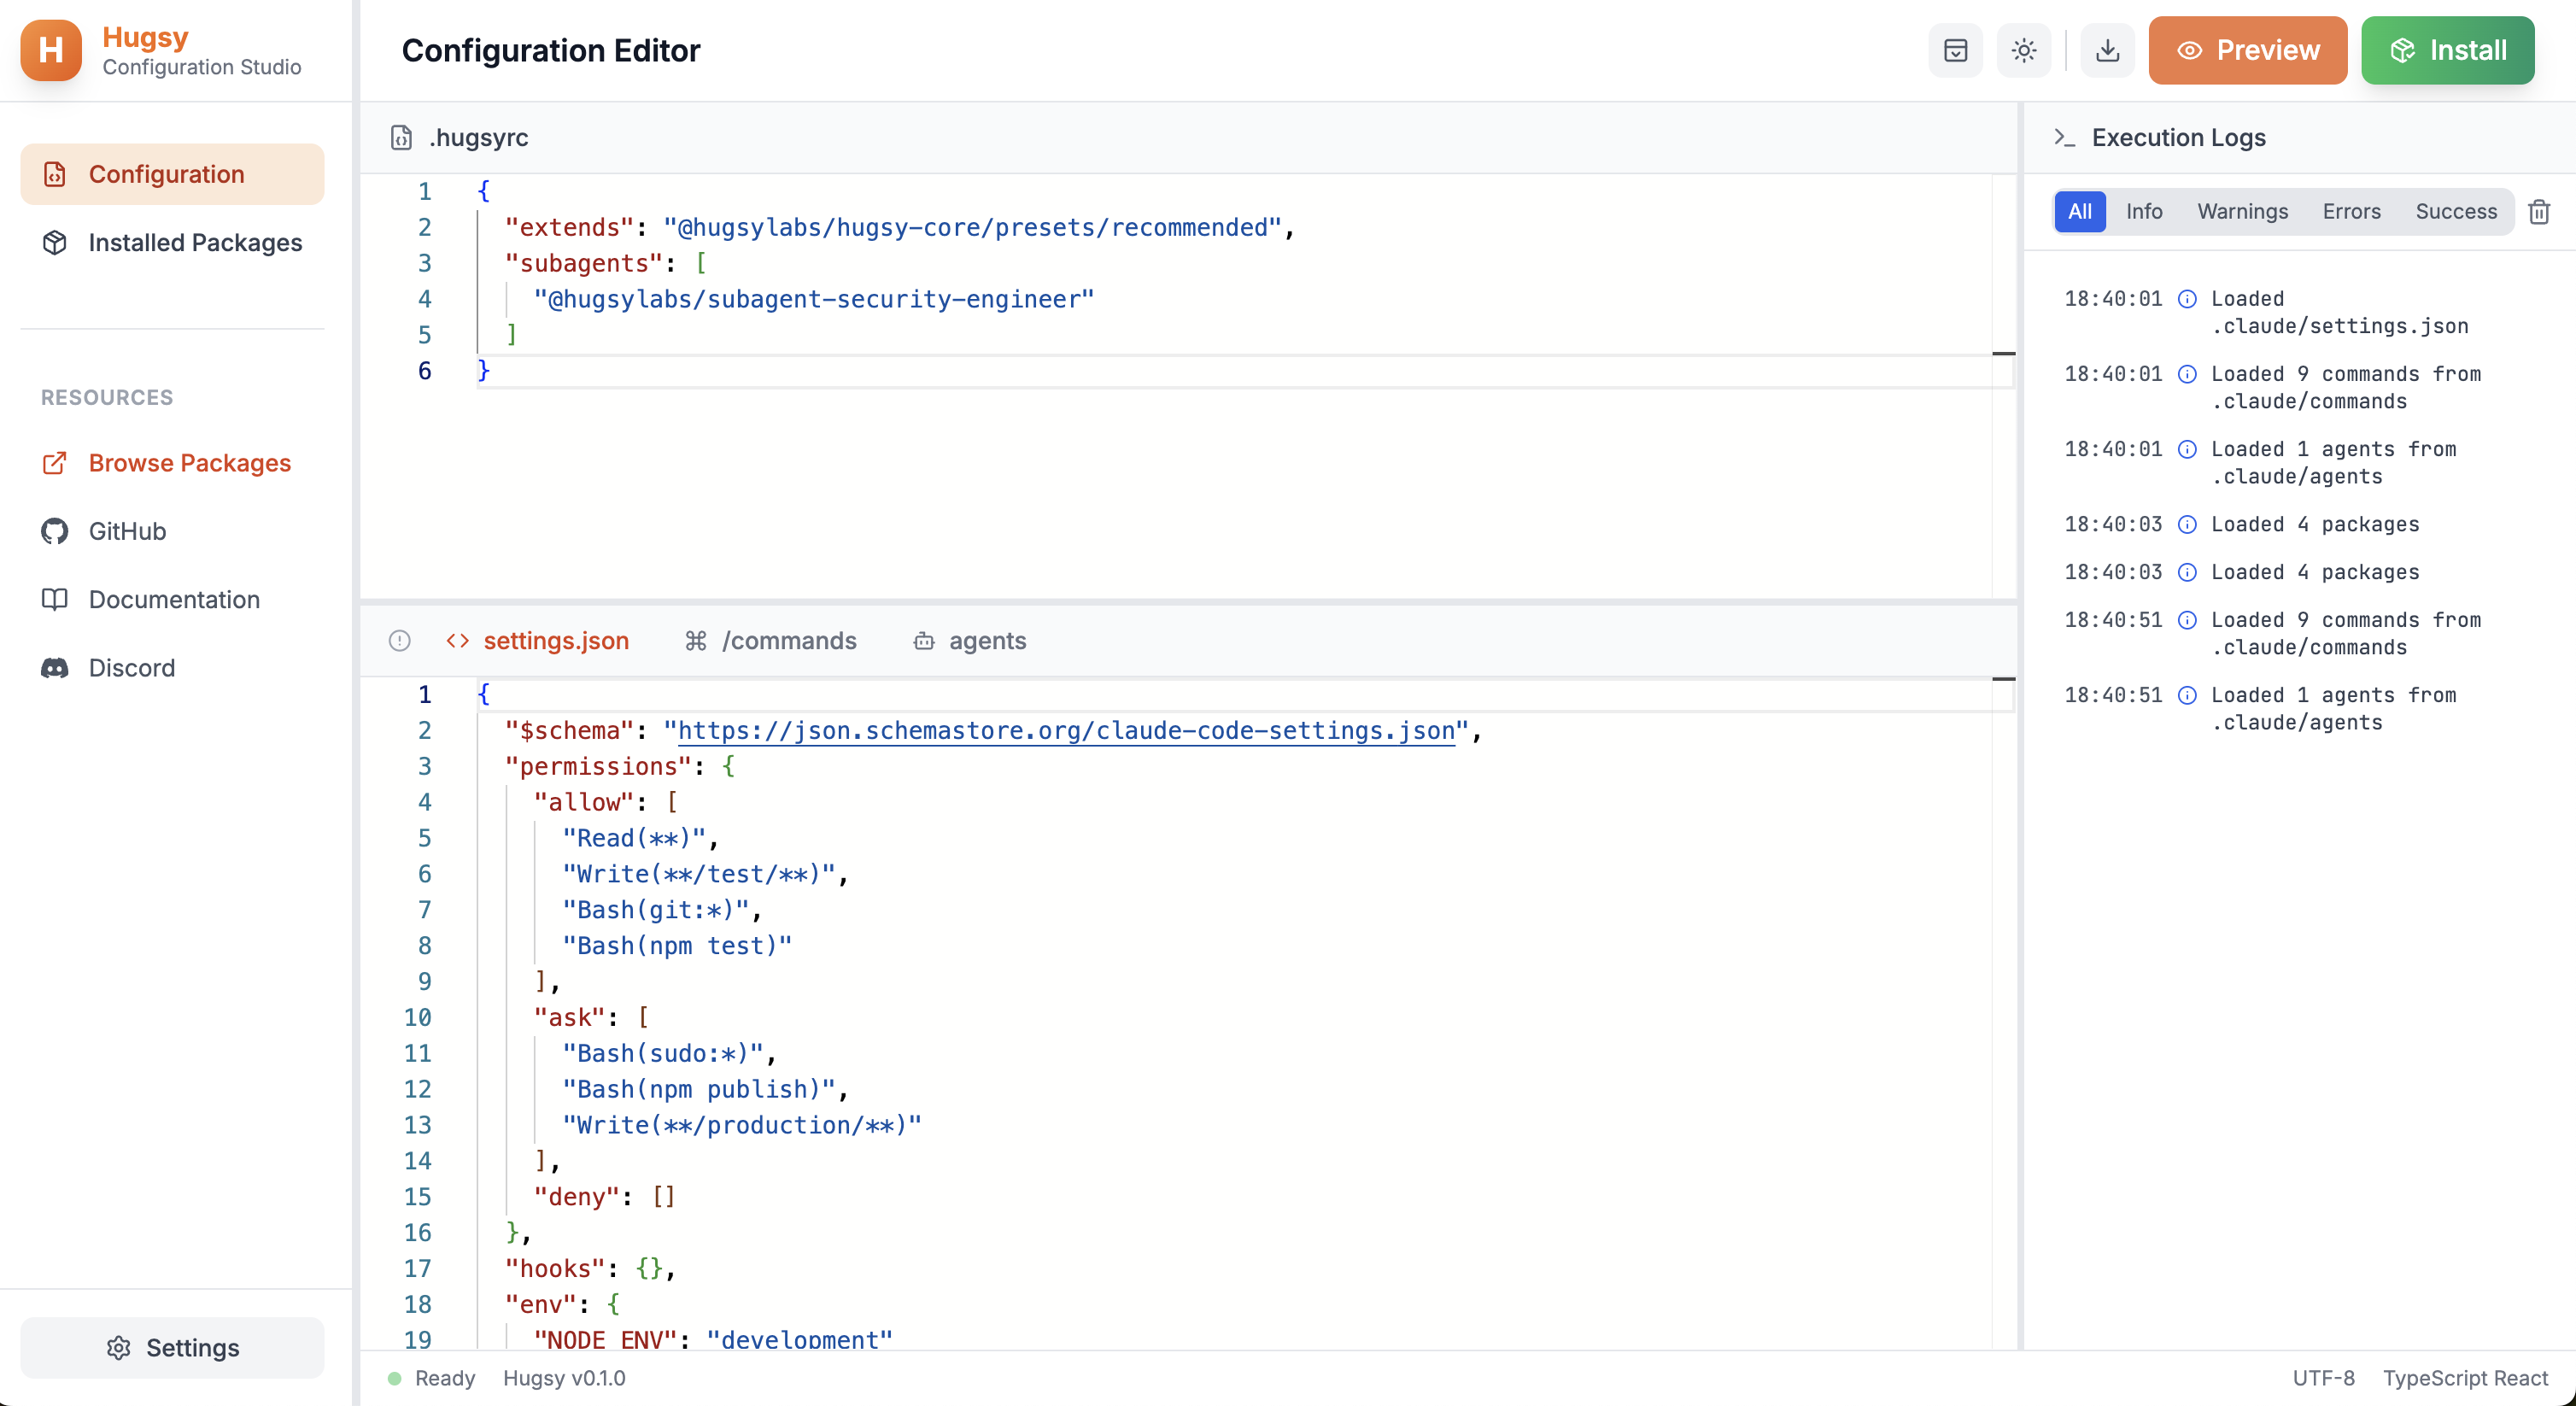 H
Hugsy
Configuration Studio
Configuration
Installed Packages
RESOURCES
Browse Packages
GitHub
Documentation
Discord
Settings
Configuration Editor
Preview
Install
.hugsyrc
1 {
2 "extends": "@hugsylabs/hugsy-core/presets/recommended",
3 "subagents": [
4 "@hugsylabs/subagent-security-engineer"
5 ]
6 }
settings.json
/commands
agents
1 {
2 "$schema": "https://json.schemastore.org/claude-code-settings.json",
3 "permissions": {
4 "allow": [
5 "Read(**)",
6 "Write(**/test/**)",
7 "Bash(git:*)",
8 "Bash(npm test)"
9 ],
10 "ask": [
11 "Bash(sudo:*)",
12 "Bash(npm publish)",
13 "Write(**/production/**)"
14 ],
15 "deny": []
16 },
17 "hooks": {},
18 "env": {
19 "NODE_ENV": "development"
Execution Logs
All Info Warnings Errors Success
18:40:01 Loaded
.claude/settings.json
18:40:01 Loaded 9 commands from
.claude/commands
18:40:01 Loaded 1 agents from
.claude/agents
18:40:03 Loaded 4 packages
18:40:03 Loaded 4 packages
18:40:51 Loaded 9 commands from
.claude/commands
18:40:51 Loaded 1 agents from
.claude/agents
Ready
Hugsy v0.1.0
UTF-8
TypeScript React